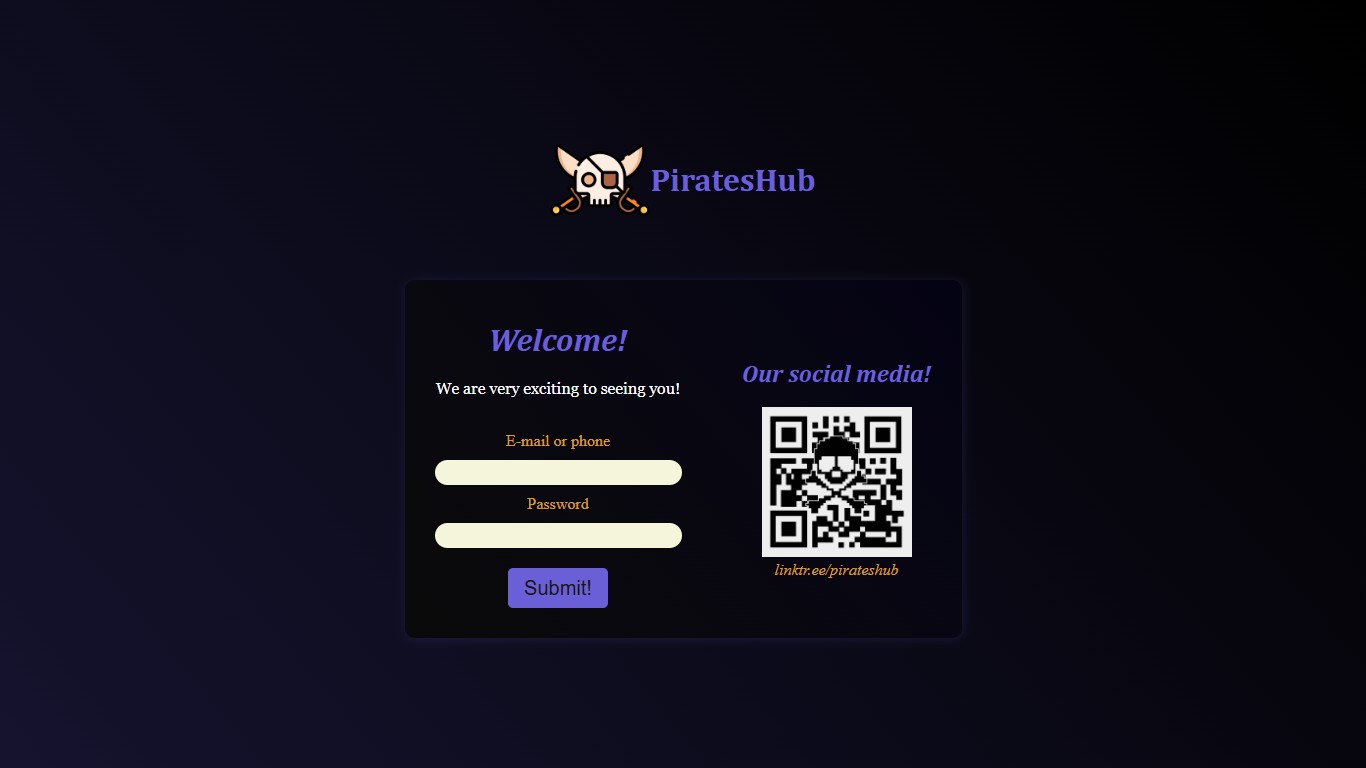 PiratesHub
Welcome!
We are very exciting to seeing you!
E-mail or phone
Password
Submit!
Our social media!
linktr.ee/pirateshub